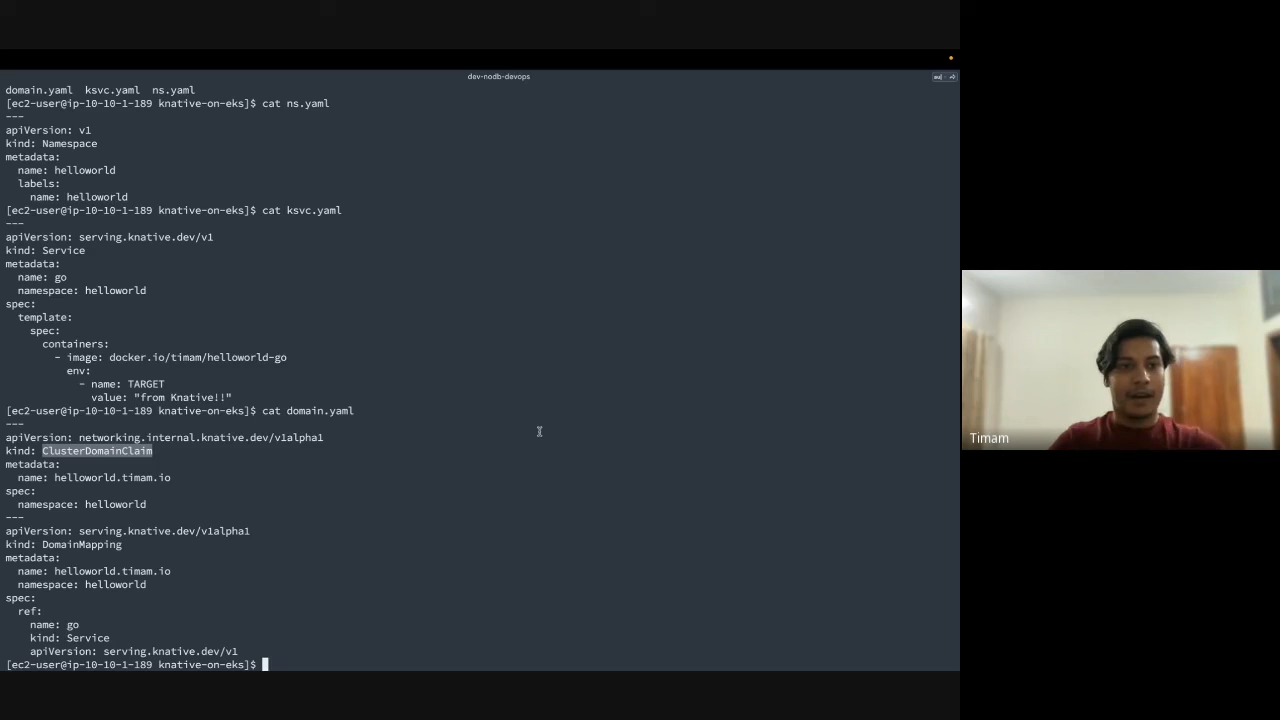 dev-nodb-devops
domain.yaml  ksvc.yaml  ns.yaml
[ec2-user@ip-10-10-1-189 knative-on-eks]$ cat ns.yaml
---
apiVersion: v1
kind: Namespace
metadata:
  name: helloworld
  labels:
    name: helloworld
[ec2-user@ip-10-10-1-189 knative-on-eks]$ cat ksvc.yaml
---
apiVersion: serving.knative.dev/v1
kind: Service
metadata:
  name: go
  namespace: helloworld
spec:
  template:
    spec:
      containers:
        - image: docker.io/timam/helloworld-go
          env:
            - name: TARGET
              value: "from Knative!!"
[ec2-user@ip-10-10-1-189 knative-on-eks]$ cat domain.yaml
---
apiVersion: networking.internal.knative.dev/v1alpha1
kind: ClusterDomainClaim
metadata:
  name: helloworld.timam.io
spec:
  namespace: helloworld
---
apiVersion: serving.knative.dev/v1alpha1
kind: DomainMapping
metadata:
  name: helloworld.timam.io
  namespace: helloworld
spec:
  ref:
    name: go
    kind: Service
    apiVersion: serving.knative.dev/v1
[ec2-user@ip-10-10-1-189 knative-on-eks]$
Timam